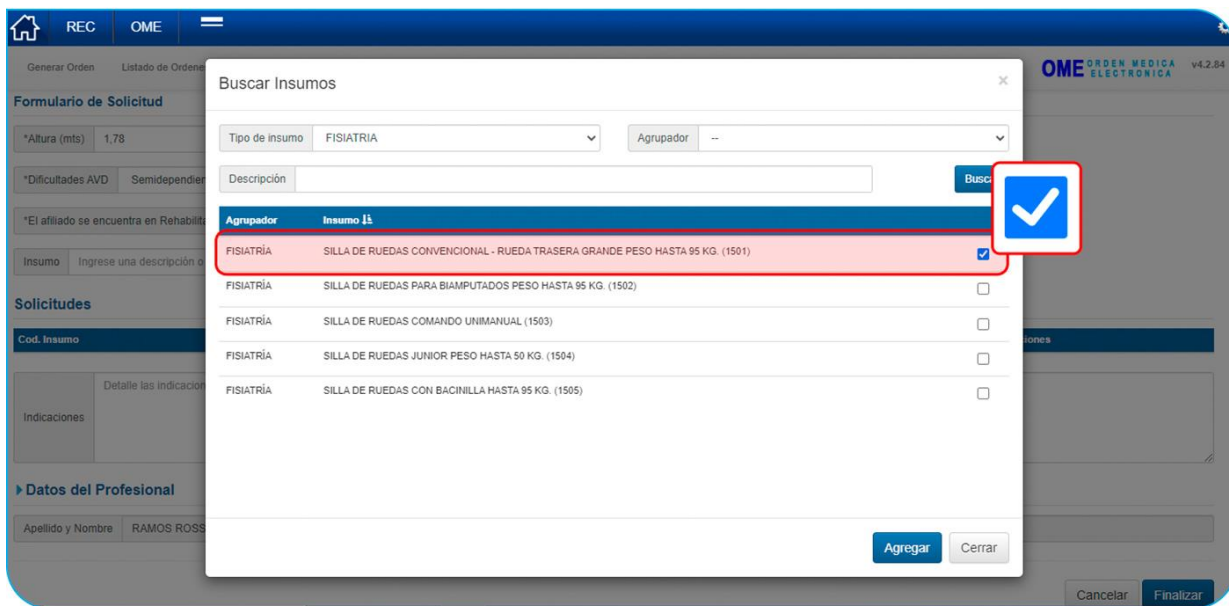 REC OME
Generar Orden Listado de Ordene
OME ORDEN MEDICA ELECTRONICA v4.2.84
Formulario de Solicitud
*Altura (mts) 1,78
*Dificultades AVD Semidependien
*El afiliado se encuentra en Rehabilita
Insumo Ingrese una descripción o
Solicitudes
Cod. Insumo iones
Indicaciones Detalle las indicacion
Datos del Profesional
Apellido y Nombre RAMOS ROSS
Cancelar Finalizar
Buscar Insumos ×
Tipo de insumo FISIATRIA Agrupador --
Descripción Busca
Agrupador Insumo
FISIATRÍA SILLA DE RUEDAS CONVENCIONAL - RUEDA TRASERA GRANDE PESO HASTA 95 KG. (1501)
FISIATRÍA SILLA DE RUEDAS PARA BIAMPUTADOS PESO HASTA 95 KG. (1502)
FISIATRÍA SILLA DE RUEDAS COMANDO UNIMANUAL (1503)
FISIATRÍA SILLA DE RUEDAS JUNIOR PESO HASTA 50 KG. (1504)
FISIATRÍA SILLA DE RUEDAS CON BACINILLA HASTA 95 KG. (1505)
Agregar Cerrar